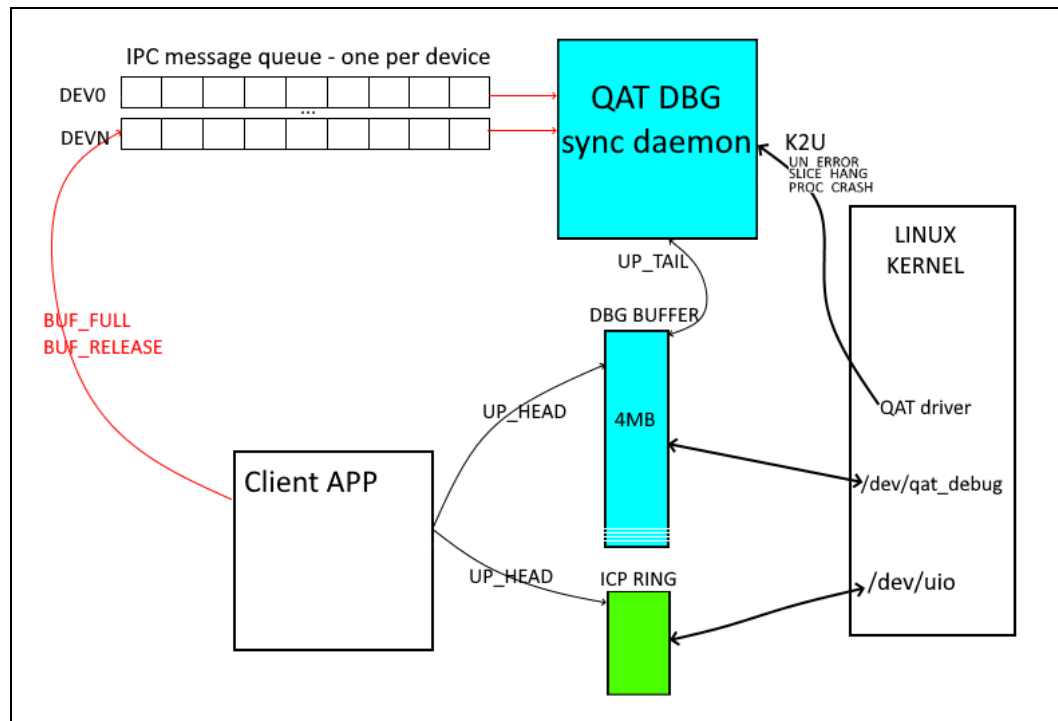 IPC message queue - one per device
DEV0
...
DEVN
QAT DBG
sync daemon
K2U
UN_ERROR
SLICE_HANG
PROC_CRASH
LINUX
KERNEL
UP_TAIL
DBG BUFFER
BUF_FULL
BUF_RELEASE
UP_HEAD
4MB
QAT driver
Client APP
/dev/qat_debug
UP_HEAD
ICP RING
/dev/uio